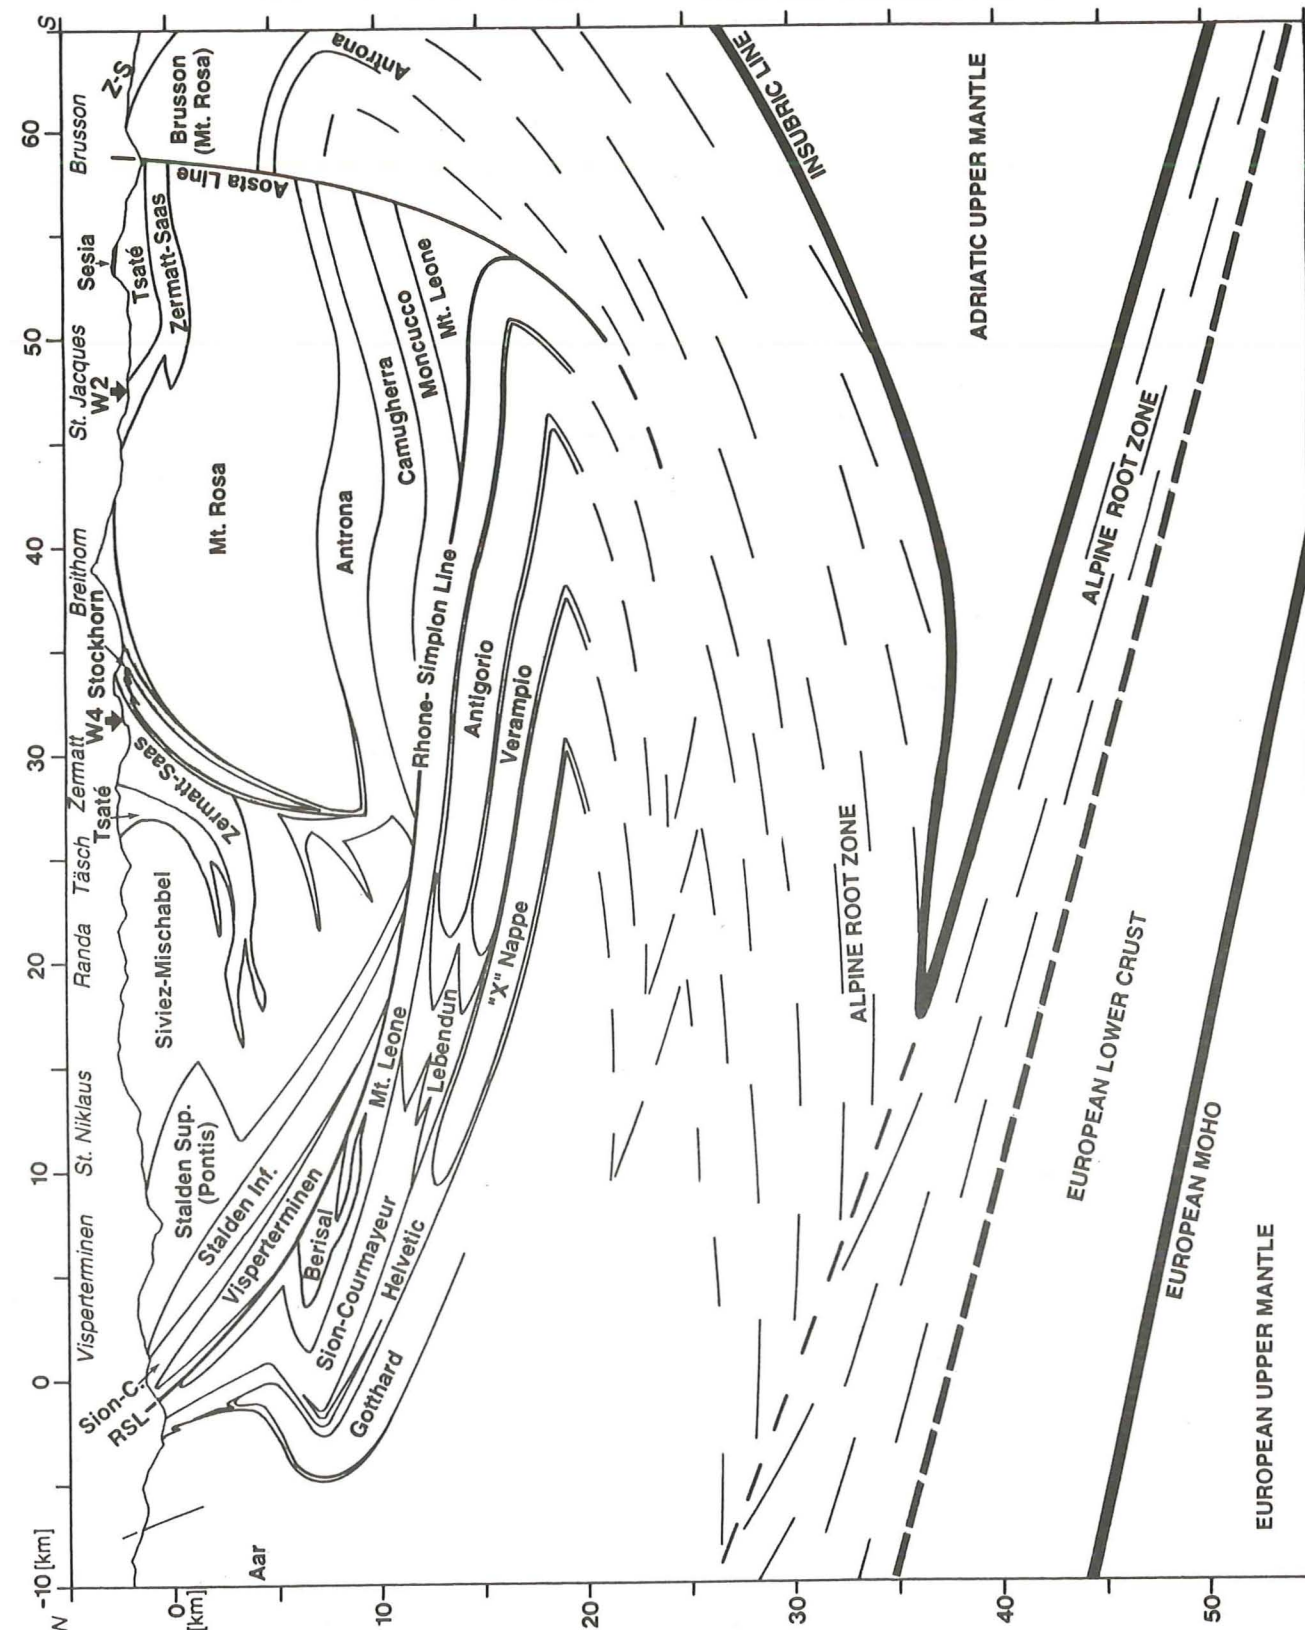 N
-10 [km]
0
10
20
30
40
50
60
S
Visperterminen
St. Niklaus
Randa
Täsch
Zermatt
Breithorn
St. Jacques
Brusson
Sion-C.
RSL
Tsaté
W4
Stockhorn
W2
Sesia
Z-S
0
[km]
10
20
30
40
50
Aar
Gotthard
Helvetic
Sion-Courmayeur
Berisal
Visperterminen
Stalden Inf.
Stalden Sup.
(Pontis)
Siviez-Mischabel
Zermatt-Saas
Mt. Leone
Lebendun
"X" Nappe
Verampio
Antigorio
Rhone- Simplon Line
Mt. Rosa
Antrona
Camugherra
Moncucco
Mt. Leone
Tsaté
Zermatt-Saas
Aosta Line
Brusson
(Mt. Rosa)
Antrona
INSUBRIC LINE
ADRIATIC UPPER MANTLE
ALPINE ROOT ZONE
ALPINE ROOT ZONE
EUROPEAN LOWER CRUST
EUROPEAN MOHO
EUROPEAN UPPER MANTLE